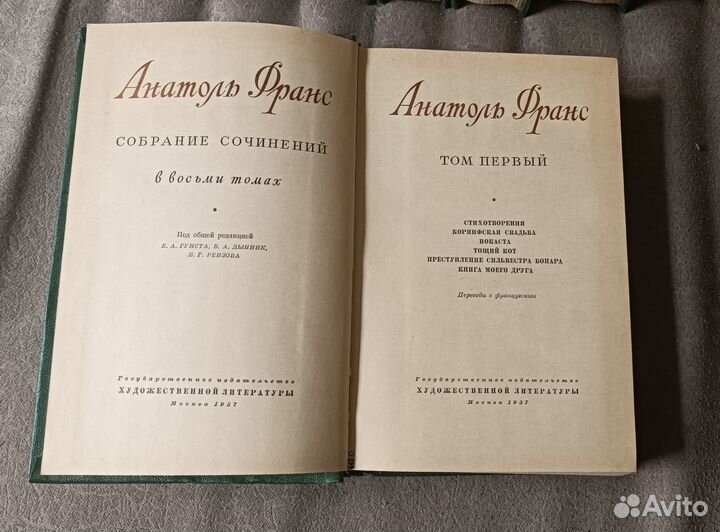 Анатоль Франс
СОБРАНИЕ СОЧИНЕНИЙ
в восьми томах
Под общей редакцией
Е. А. ГУНСТА, В. А. ДЫННИК,
Б. Г. РЕИЗОВА
Государственное издательство
ХУДОЖЕСТВЕННОЙ ЛИТЕРАТУРЫ
Москва 1957
Анатоль Франс
ТОМ ПЕРВЫЙ
СТИХОТВОРЕНИЯ
КОРИНФСКАЯ СВАДЬБА
ИОКАСТА
ТОЩИЙ КОТ
ПРЕСТУПЛЕНИЕ СИЛЬВЕСТРА БОНАРА
КНИГА МОЕГО ДРУГА
Переводы с французского
Государственное издательство
ХУДОЖЕСТВЕННОЙ ЛИТЕРАТУРЫ
Москва 1957
Avito